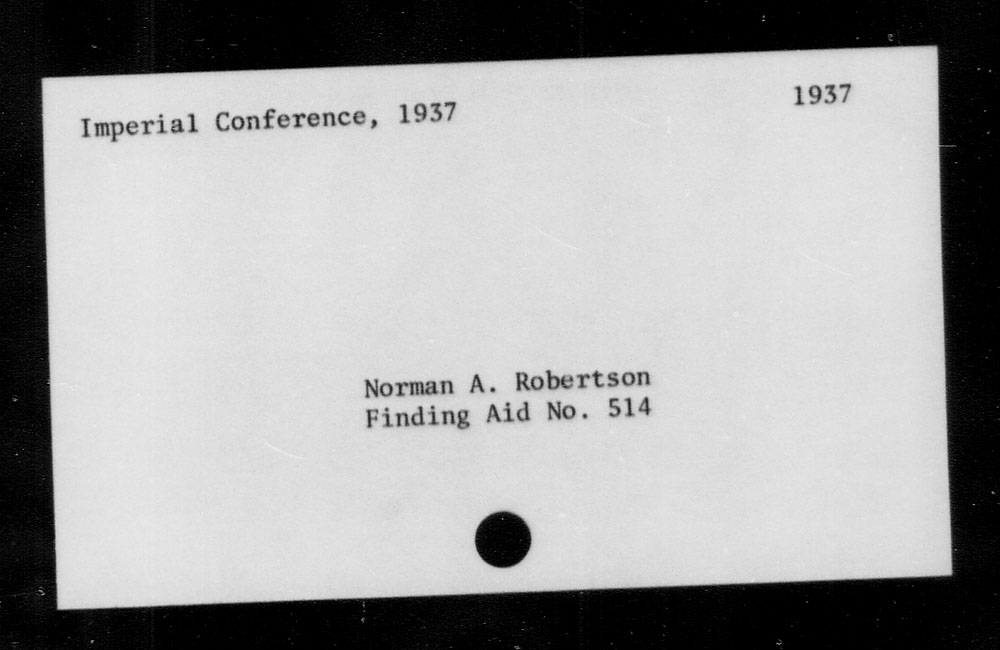 Imperial Conference, 1937 1937
Norman A. Robertson
Finding Aid No. 514